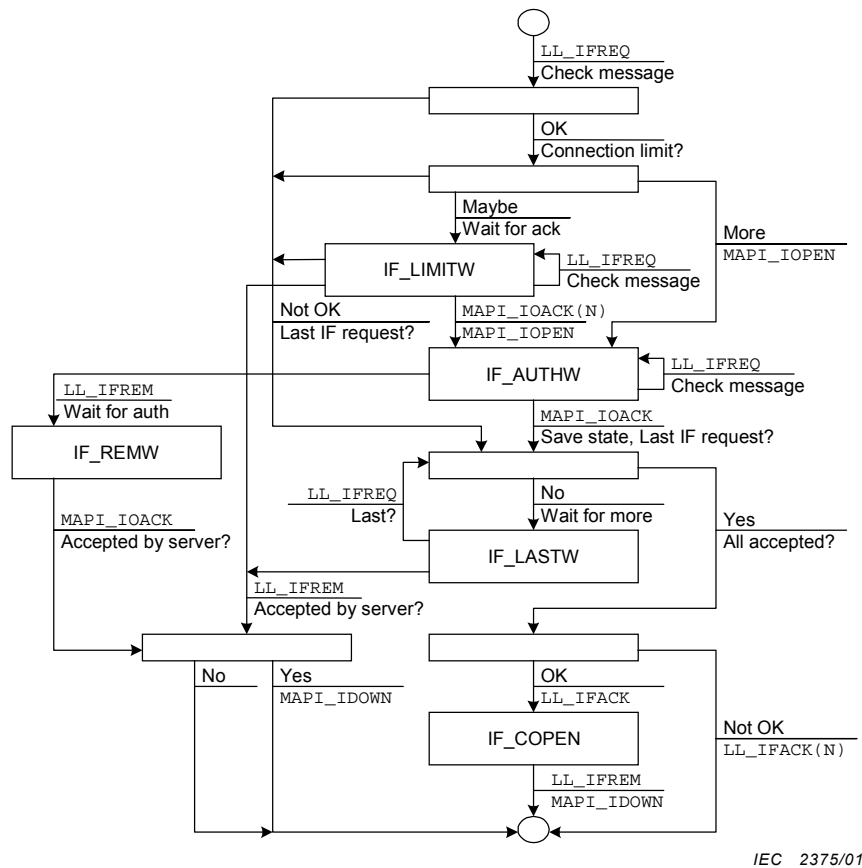 LL_IFREQ
Check message
OK
Connection limit?
Maybe
Wait for ack
More
MAPI_IOPEN
IF_LIMITW
LL_IFREQ
Check message
Not OK
Last IF request?
MAPI_IOACK(N)
MAPI_IOPEN
IF_AUTHW
LL_IFREQ
Check message
LL_IFREM
Wait for auth
MAPI_IOACK
Save state, Last IF request?
IF_REMW
LL_IFREQ
Last?
No
Wait for more
Yes
All accepted?
MAPI_IOACK
Accepted by server?
IF_LASTW
LL_IFREM
Accepted by server?
No
Yes
MAPI_IDOWN
OK
LL_IFACK
IF_COPEN
Not OK
LL_IFACK(N)
LL_IFREM
MAPI_IDOWN
IEC 2375/01